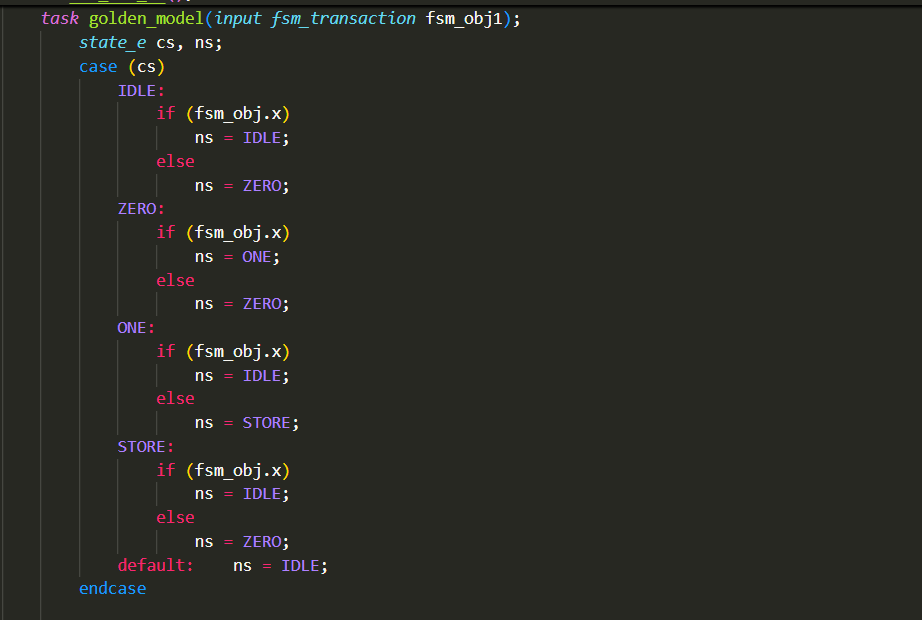 task golden_model(input fsm_transaction fsm_obj1);
state_e cs, ns;
case (cs)
IDLE:
if (fsm_obj.x)
ns = IDLE;
else
ns = ZERO;
ZERO:
if (fsm_obj.x)
ns = ONE;
else
ns = ZERO;
ONE:
if (fsm_obj.x)
ns = IDLE;
else
ns = STORE;
STORE:
if (fsm_obj.x)
ns = IDLE;
else
ns = ZERO;
default:    ns = IDLE;
endcase